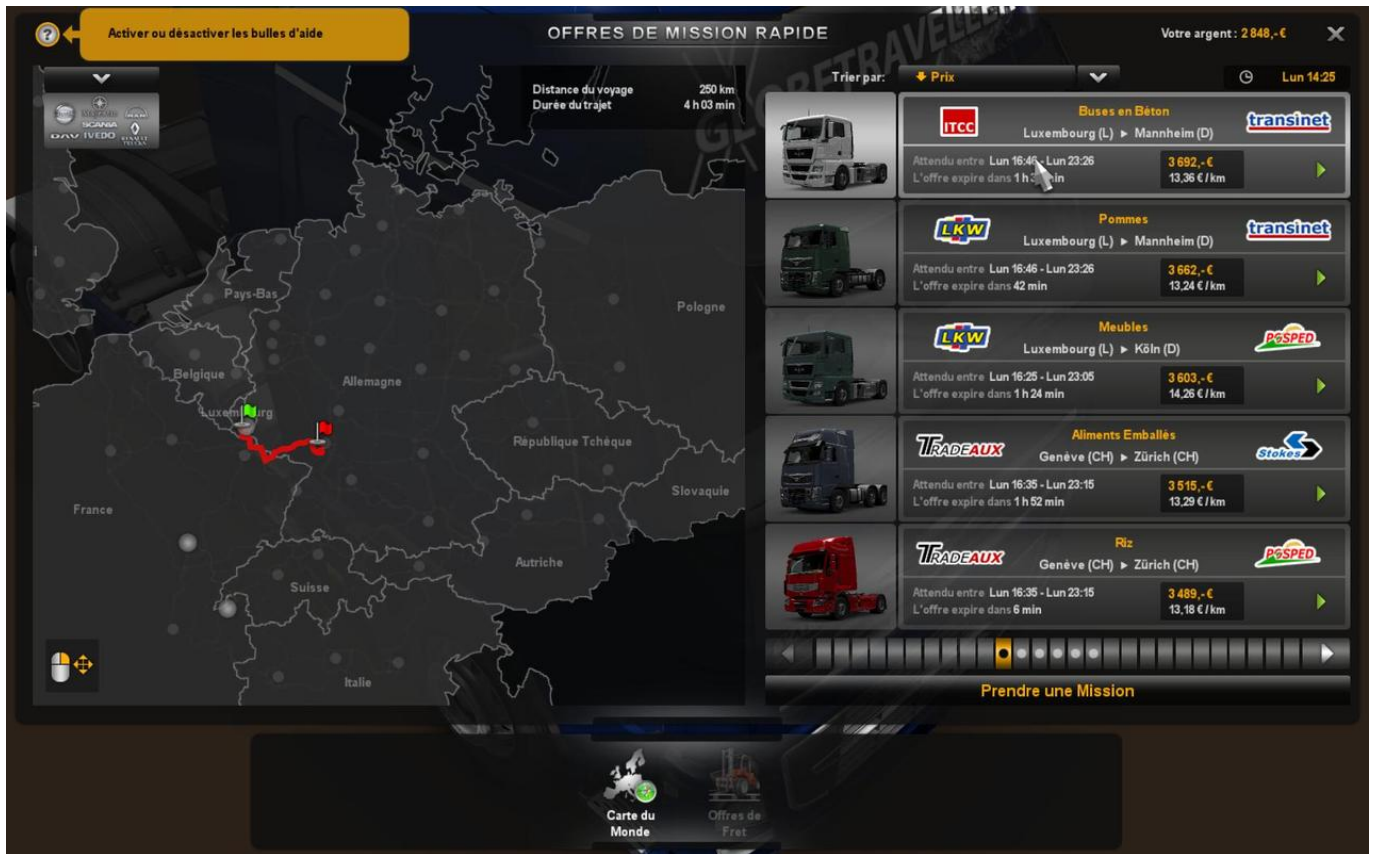 Activer ou désactiver les bulles d'aide
OFFRES DE MISSION RAPIDE
Votre argent : 2 848,- €
GLOBETRAVELLER
SCANIA
DAV IVEDO RENAULT TRUCKS
Distance du voyage 250 km
Durée du trajet 4 h 03 min
Trier par: Prix
Lun 14:25
ITCC
Buses en Béton
Luxembourg (L) ► Mannheim (D)
transinet
Attendu entre Lun 16:46 - Lun 23:26
L'offre expire dans 1 h
3 692,- €
13,36 € / km
LKW
Pommes
Luxembourg (L) ► Mannheim (D)
transinet
Attendu entre Lun 16:46 - Lun 23:26
L'offre expire dans 42 min
3 662,- €
13,24 € / km
LKW
Meubles
Luxembourg (L) ► Köln (D)
POSPED
Attendu entre Lun 16:25 - Lun 23:05
L'offre expire dans 1 h 24 min
3 603,- €
14,26 € / km
TRADEAUX
Aliments Emballés
Genève (CH) ► Zürich (CH)
Stokes
Attendu entre Lun 16:35 - Lun 23:15
L'offre expire dans 1 h 52 min
3 515,- €
13,29 € / km
TRADEAUX
Riz
Genève (CH) ► Zürich (CH)
POSPED
Attendu entre Lun 16:35 - Lun 23:15
L'offre expire dans 6 min
3 489,- €
13,18 € / km
Prendre une Mission
Pays-Bas
Pologne
Belgique
Allemagne
République Tchèque
Slovaquie
France
Autriche
Suisse
Italie
Carte du
Monde
Offres de
Fret